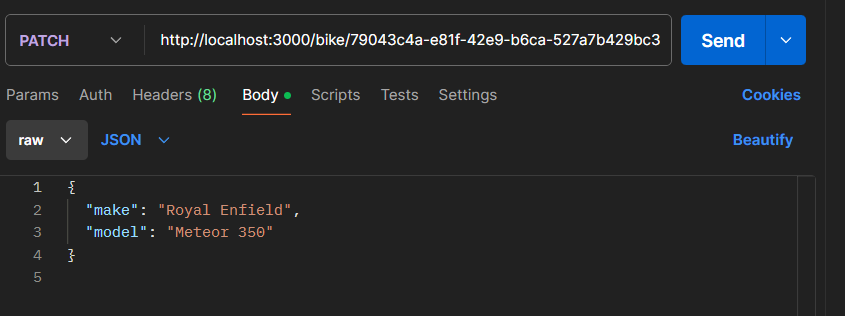 PATCH http://localhost:3000/bike/79043c4a-e81f-42e9-b6ca-527a7b429bc3 Send
Params Auth Headers (8) Body Scripts Tests Settings Cookies
raw JSON Beautify
1 {
2 "make": "Royal Enfield",
3 "model": "Meteor 350"
4 }
5